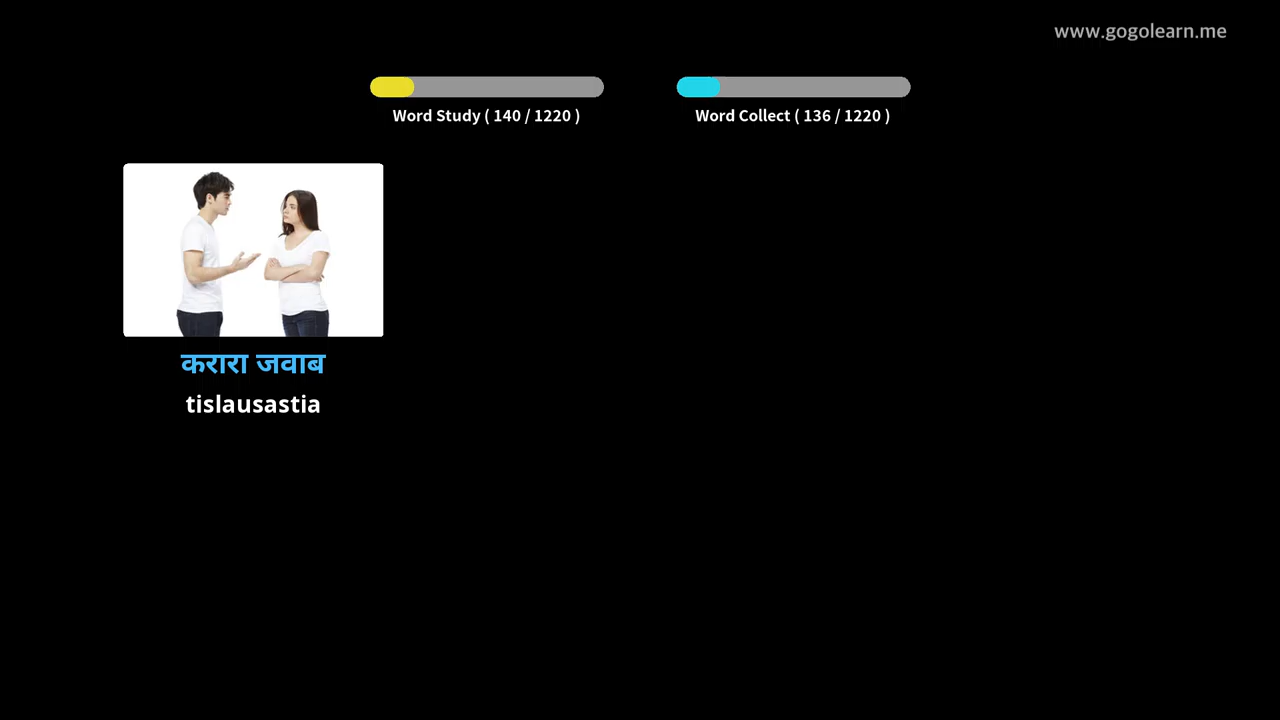 www.gogolearn.me
Word Study ( 140 / 1220 )
Word Collect ( 136 / 1220 )
करारा जवाब
tislausastia